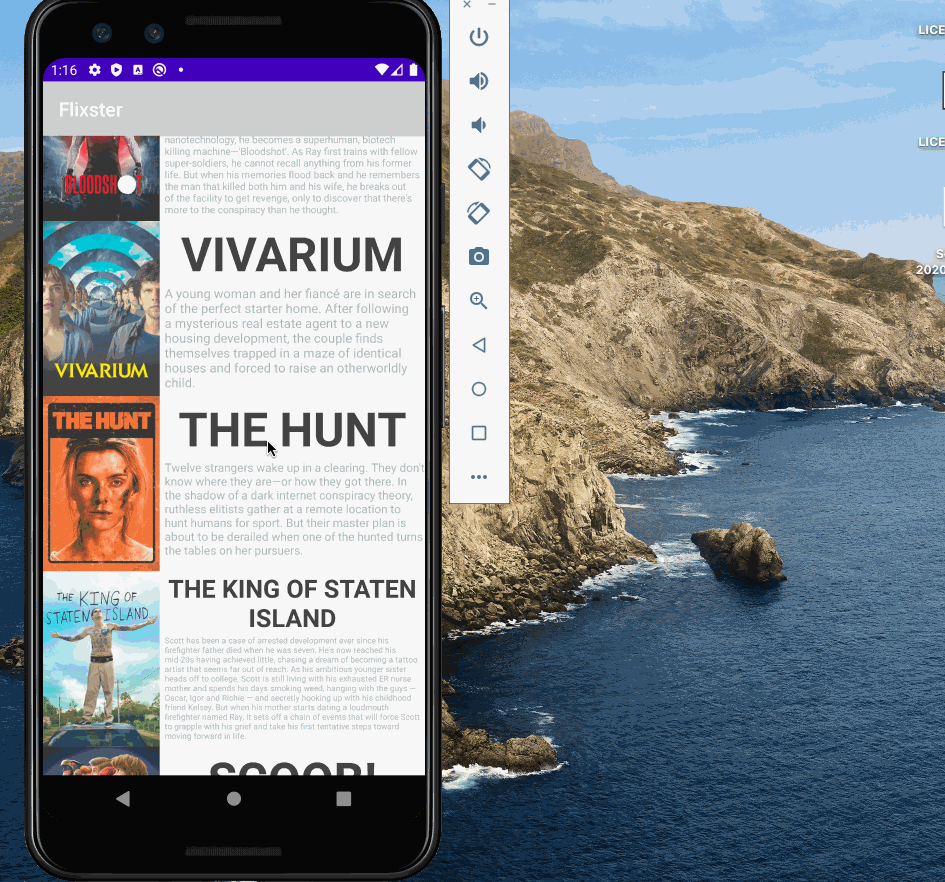 1:16
Flixster
nanotechnology, he becomes a superhuman, biotech
killing machine—'Bloodshot'. As Ray first trains with fellow
super-soldiers, he cannot recall anything from his former
life. But when his memories flood back and he remembers
the man that killed both him and his wife, he breaks out
of the facility to get revenge, only to discover that there's
more to the conspiracy than he thought.
VIVARIUM
A young woman and her fiancé are in search
of the perfect starter home. After following
a mysterious real estate agent to a new
housing development, the couple finds
themselves trapped in a maze of identical
houses and forced to raise an otherworldly
child.
VIVARIUM
THE HUNT
THE HUNT
Twelve strangers wake up in a clearing. They don't
know where they are—or how they got there. In
the shadow of a dark internet conspiracy theory,
ruthless elitists gather at a remote location to
hunt humans for sport. But their master plan is
about to be derailed when one of the hunted turns
the tables on her pursuers.
THE KING OF
STATEN ISLAND
THE KING OF STATEN
ISLAND
Scott has been a case of arrested development ever since his
firefighter father died when he was seven. He's now reached his
mid-20s having achieved little, chasing a dream of becoming a tattoo
artist that seems far out of reach. As his ambitious younger sister
heads off to college, Scott is still living with his exhausted ER nurse
mother and spends his days smoking weed, hanging with the guys —
Oscar, Igor and Richie — and secretly hooking up with his childhood
friend Kelsey. But when his mother starts dating a loudmouth
firefighter named Ray, it sets off a chain of events that will force Scott
to grapple with his grief and take his first tentative steps toward
moving forward in life.
SCOOB!
LICE
LICE
S
2020